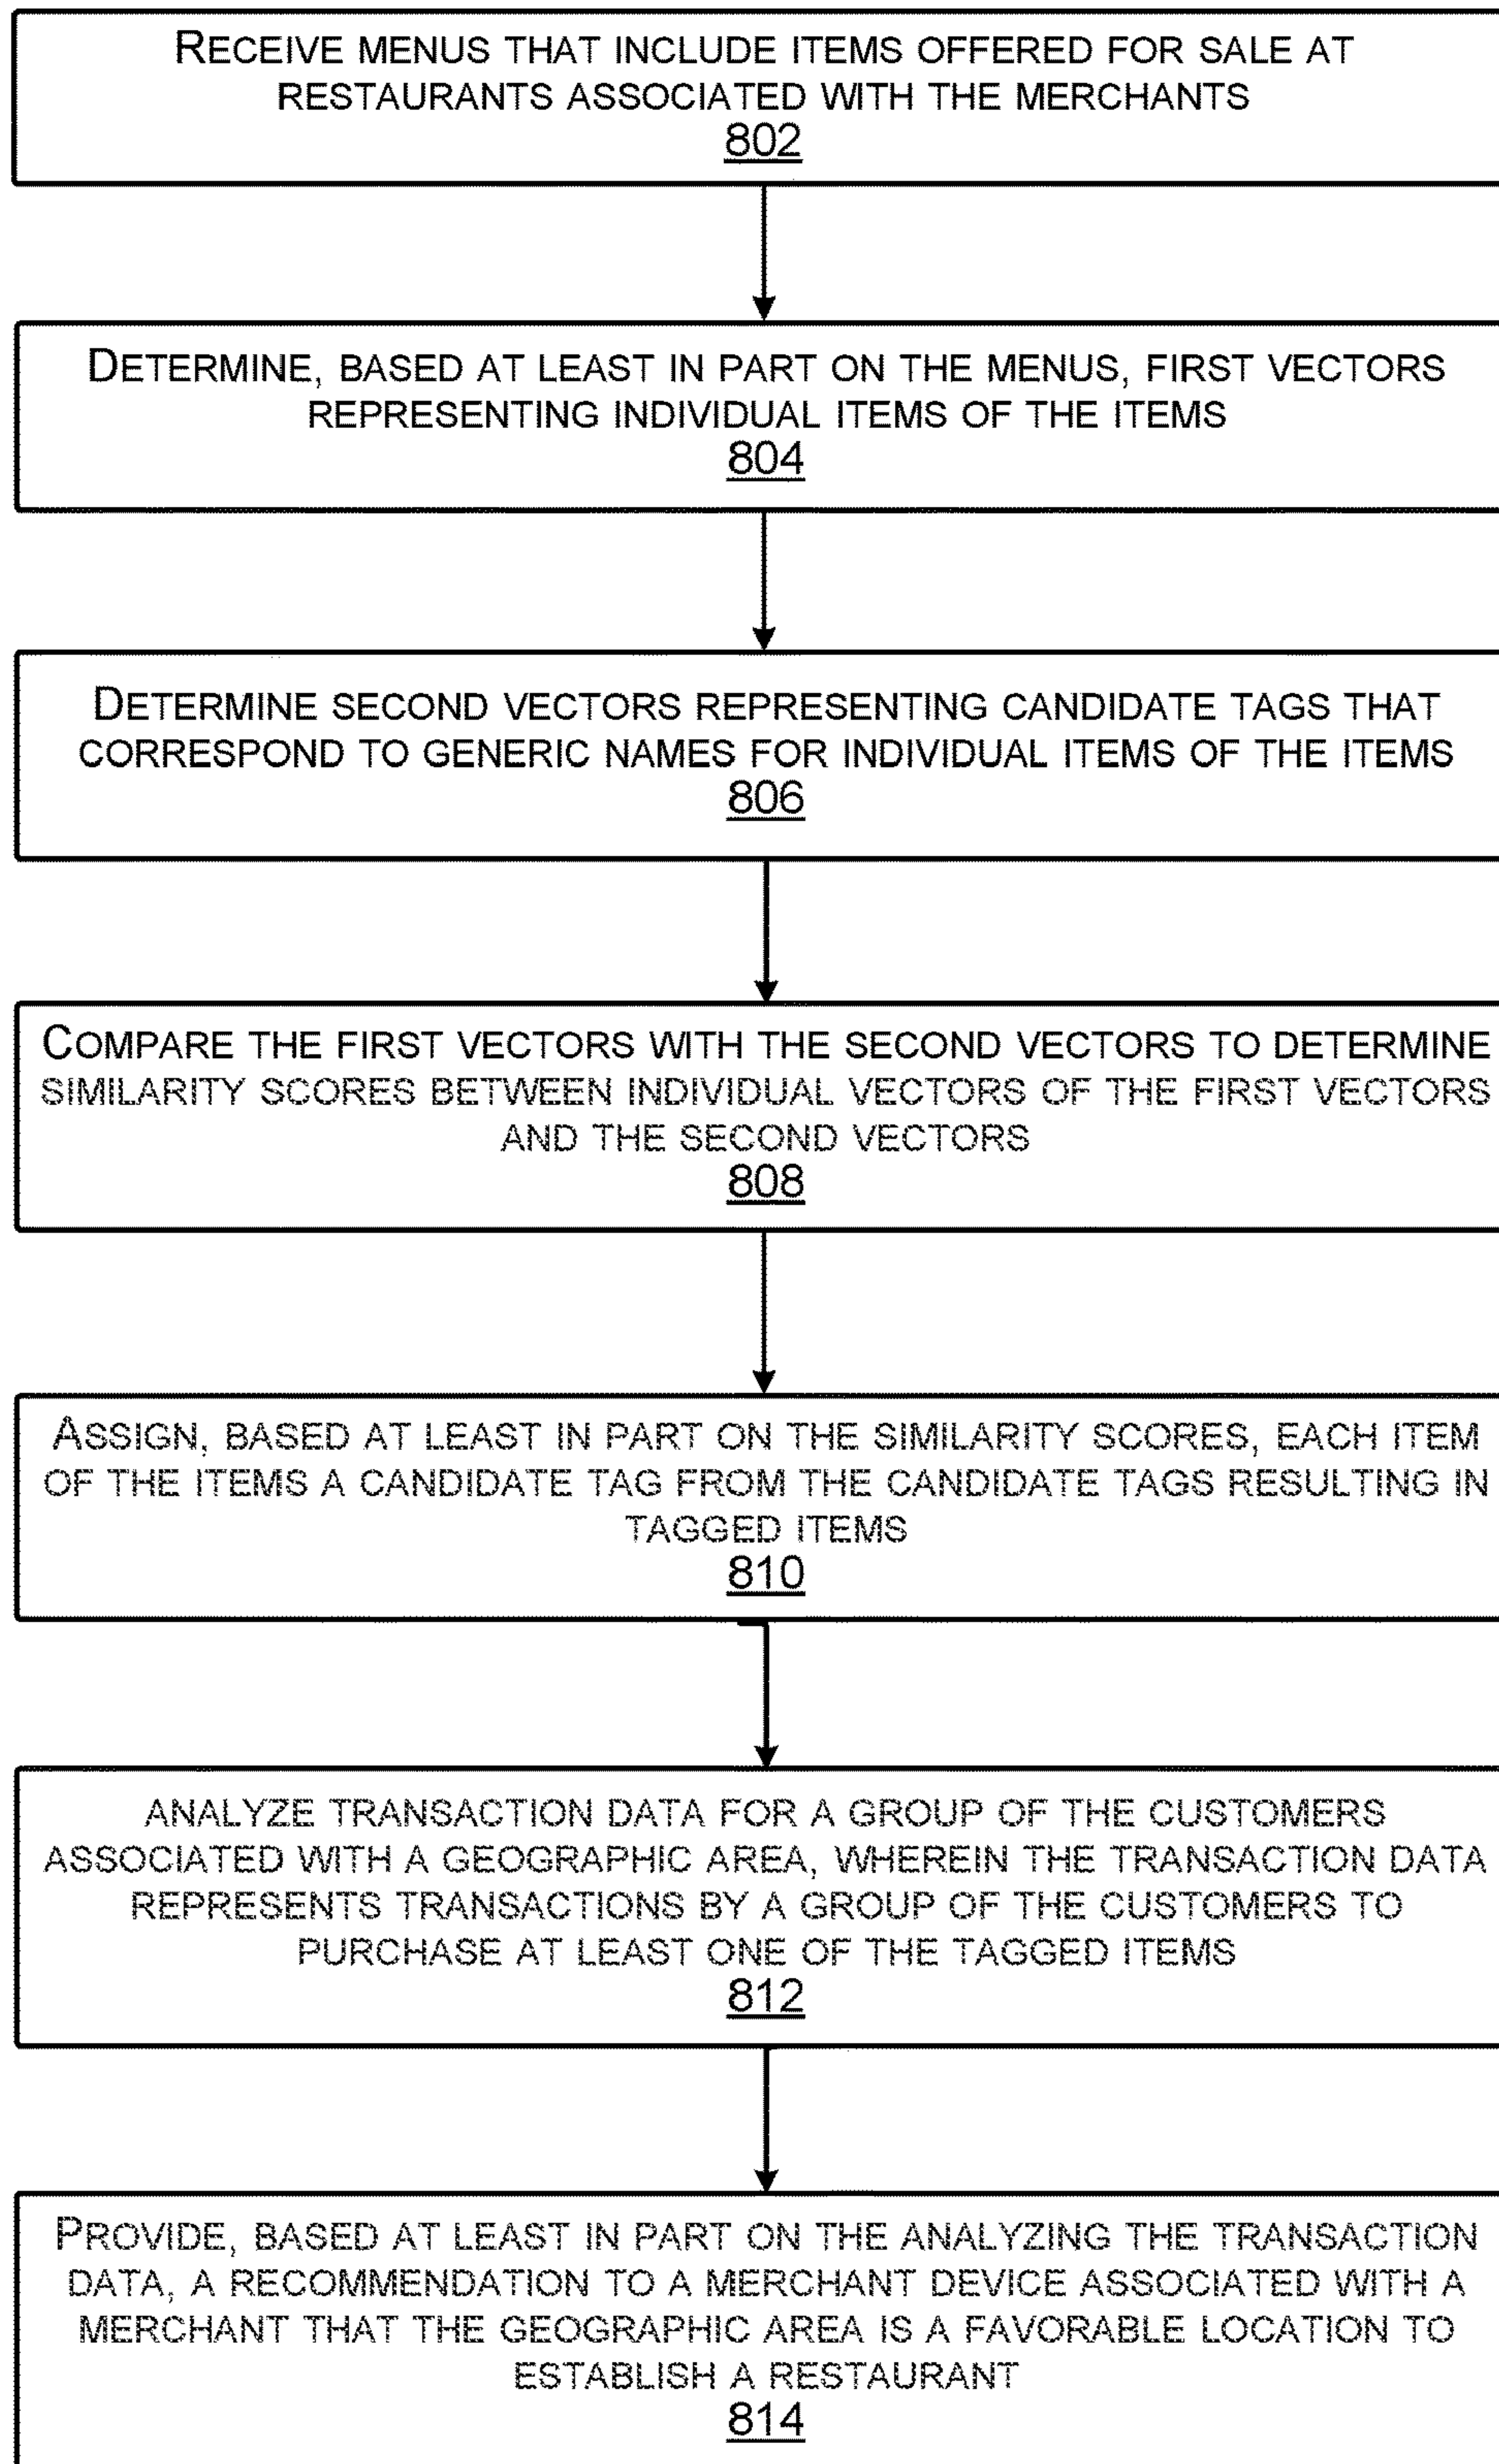 RECEIVE MENUS THAT INCLUDE ITEMS OFFERED FOR SALE AT
RESTAURANTS ASSOCIATED WITH THE MERCHANTS
802
DETERMINE, BASED AT LEAST IN PART ON THE MENUS, FIRST VECTORS
REPRESENTING INDIVIDUAL ITEMS OF THE ITEMS
804
DETERMINE SECOND VECTORS REPRESENTING CANDIDATE TAGS THAT
CORRESPOND TO GENERIC NAMES FOR INDIVIDUAL ITEMS OF THE ITEMS
806
COMPARE THE FIRST VECTORS WITH THE SECOND VECTORS TO DETERMINE
SIMILARITY SCORES BETWEEN INDIVIDUAL VECTORS OF THE FIRST VECTORS
AND THE SECOND VECTORS
808
ASSIGN, BASED AT LEAST IN PART ON THE SIMILARITY SCORES, EACH ITEM
OF THE ITEMS A CANDIDATE TAG FROM THE CANDIDATE TAGS RESULTING IN
TAGGED ITEMS
810
ANALYZE TRANSACTION DATA FOR A GROUP OF THE CUSTOMERS
ASSOCIATED WITH A GEOGRAPHIC AREA, WHEREIN THE TRANSACTION DATA
REPRESENTS TRANSACTIONS BY A GROUP OF THE CUSTOMERS TO
PURCHASE AT LEAST ONE OF THE TAGGED ITEMS
812
PROVIDE, BASED AT LEAST IN PART ON THE ANALYZING THE TRANSACTION
DATA, A RECOMMENDATION TO A MERCHANT DEVICE ASSOCIATED WITH A
MERCHANT THAT THE GEOGRAPHIC AREA IS A FAVORABLE LOCATION TO
ESTABLISH A RESTAURANT
814